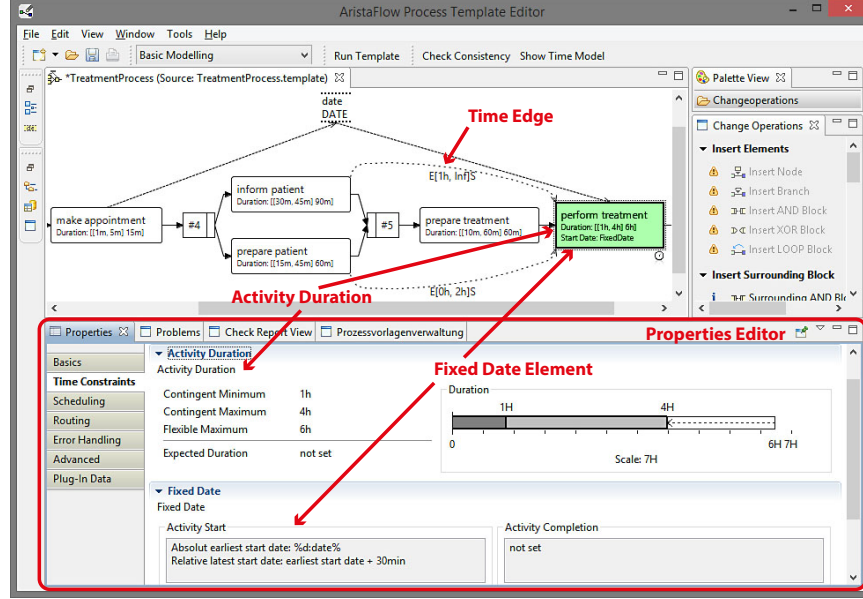 AristaFlow Process Template Editor
File Edit View Window Tools Help
Basic Modelling
Run Template Check Consistency Show Time Model
*TreatmentProcess (Source: TreatmentProcess.template)
date
DATE
Time Edge
E[1h, Inf]S
inform patient
Duration: [[30m, 45m] 90m]
make appointment
Duration: [[1m, 5m] 15m]
#4
#5
prepare treatment
Duration: [[10m, 60m] 60m]
perform treatment
Duration: [[1h, 4h] 6h]
Start Date: FixedDate
prepare patient
Duration: [[15m, 45m] 60m]
E[0h, 2h]S
Activity Duration
Palette View
Changeoperations
Change Operations
Insert Elements
Insert Node
Insert Branch
Insert AND Block
Insert XOR Block
Insert LOOP Block
Insert Surrounding Block
Surrounding AND Blo
Properties Problems Check Report View Prozessvorlagenverwaltung
Properties Editor
Basics
Time Constraints
Scheduling
Routing
Error Handling
Advanced
Plug-In Data
Activity Duration
Activity Duration
Fixed Date Element
Contingent Minimum 1h
Contingent Maximum 4h
Flexible Maximum 6h
Expected Duration not set
Duration
1H 4H
0 6H 7H
Scale: 7H
Fixed Date
Fixed Date
Activity Start
Absolut earliest start date: %d:date%
Relative latest start date: earliest start date + 30min
Activity Completion
not set